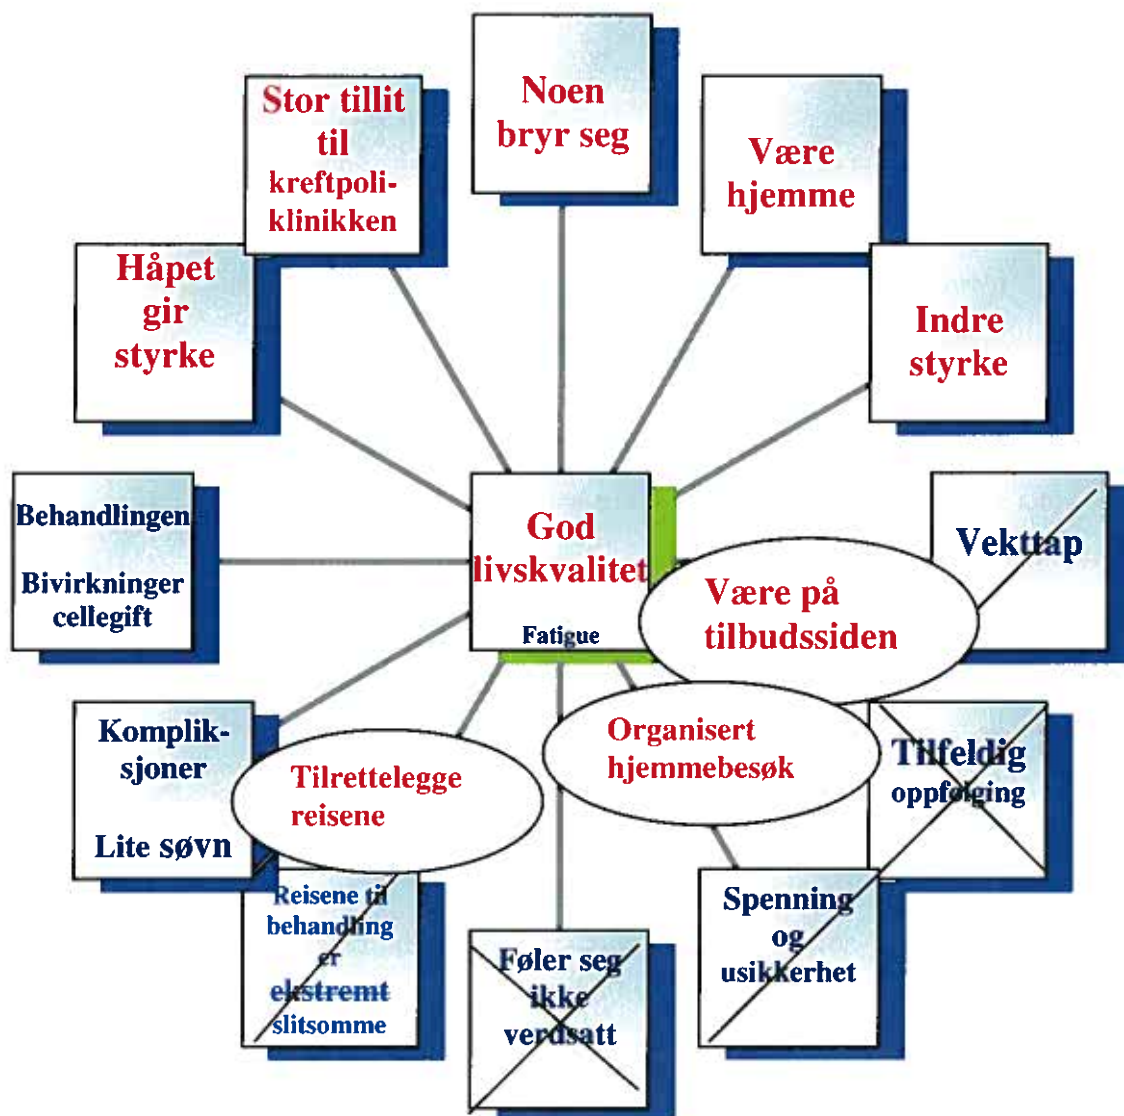 Noen
bryr seg
Stor tillit
til
kreftpoli-
klinikken
Være
hjemme
Håpet
gir
styrke
Indre
styrke
Behandlingen
Bivirkninger
cellegift
God
livskvalitet
Fatigue
Vekttap
Være på
tilbudssiden
Komplik-
sjoner
Lite søvn
Tilrettelegge
reisene
Organisert
hjemmebesøk
Tilfeldig
oppfølging
Reisene til
behandling
er
ekstremt
slitsomme
Føler seg
ikke
verdsatt
Spenning
og
usikkerhet